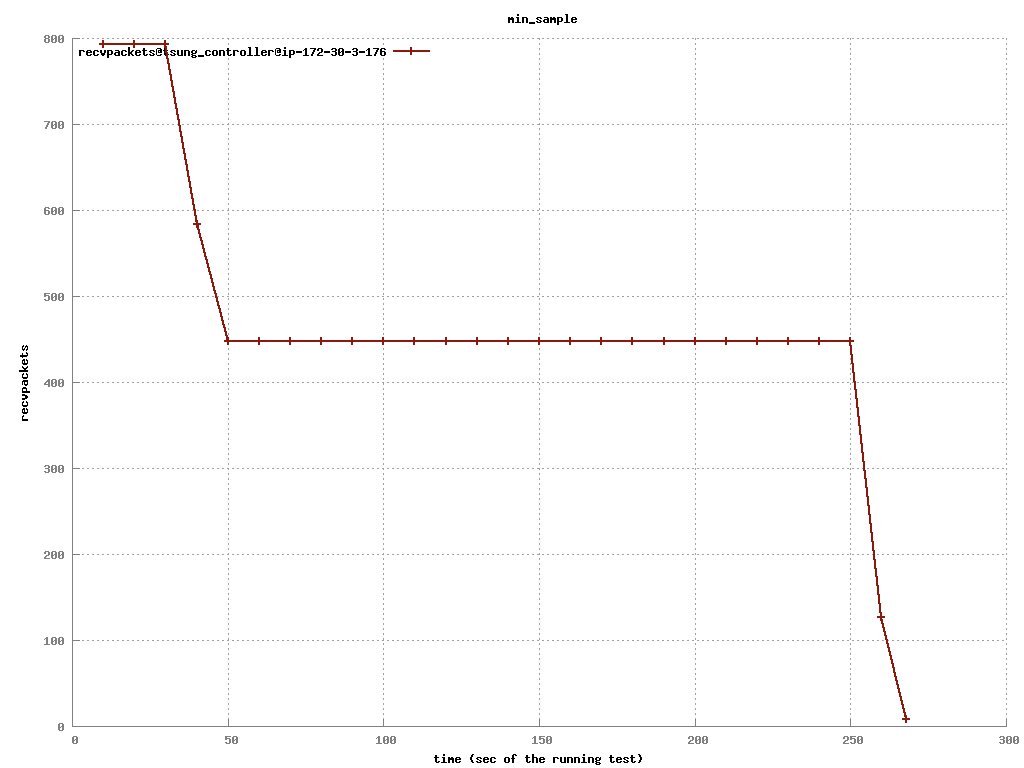 min_sample
800
recvpackets@tsung_controller@ip-172-30-3-176
700
600
500
400
300
200
100
0
recvpackets
0 50 100 150 200 250 300
time (sec of the running test)